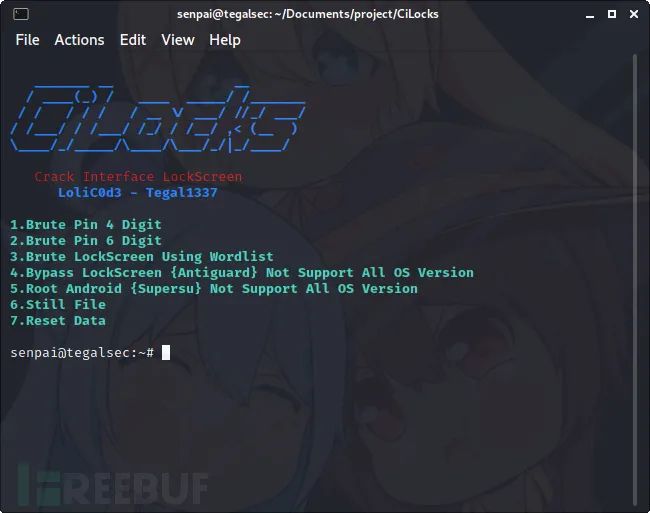 senpai@tegalsec: ~/Documents/project/CiLocks
File Actions Edit View Help
CiLocks
Crack Interface LockScreen
LoliC0d3 - Tegal1337
1.Brute Pin 4 Digit
2.Brute Pin 6 Digit
3.Brute LockScreen Using Wordlist
4.Bypass LockScreen {Antiguard} Not Support All OS Version
5.Root Android {Supersu} Not Support All OS Version
6.Still File
7.Reset Data
senpai@tegalsec:~#
FREEBUF